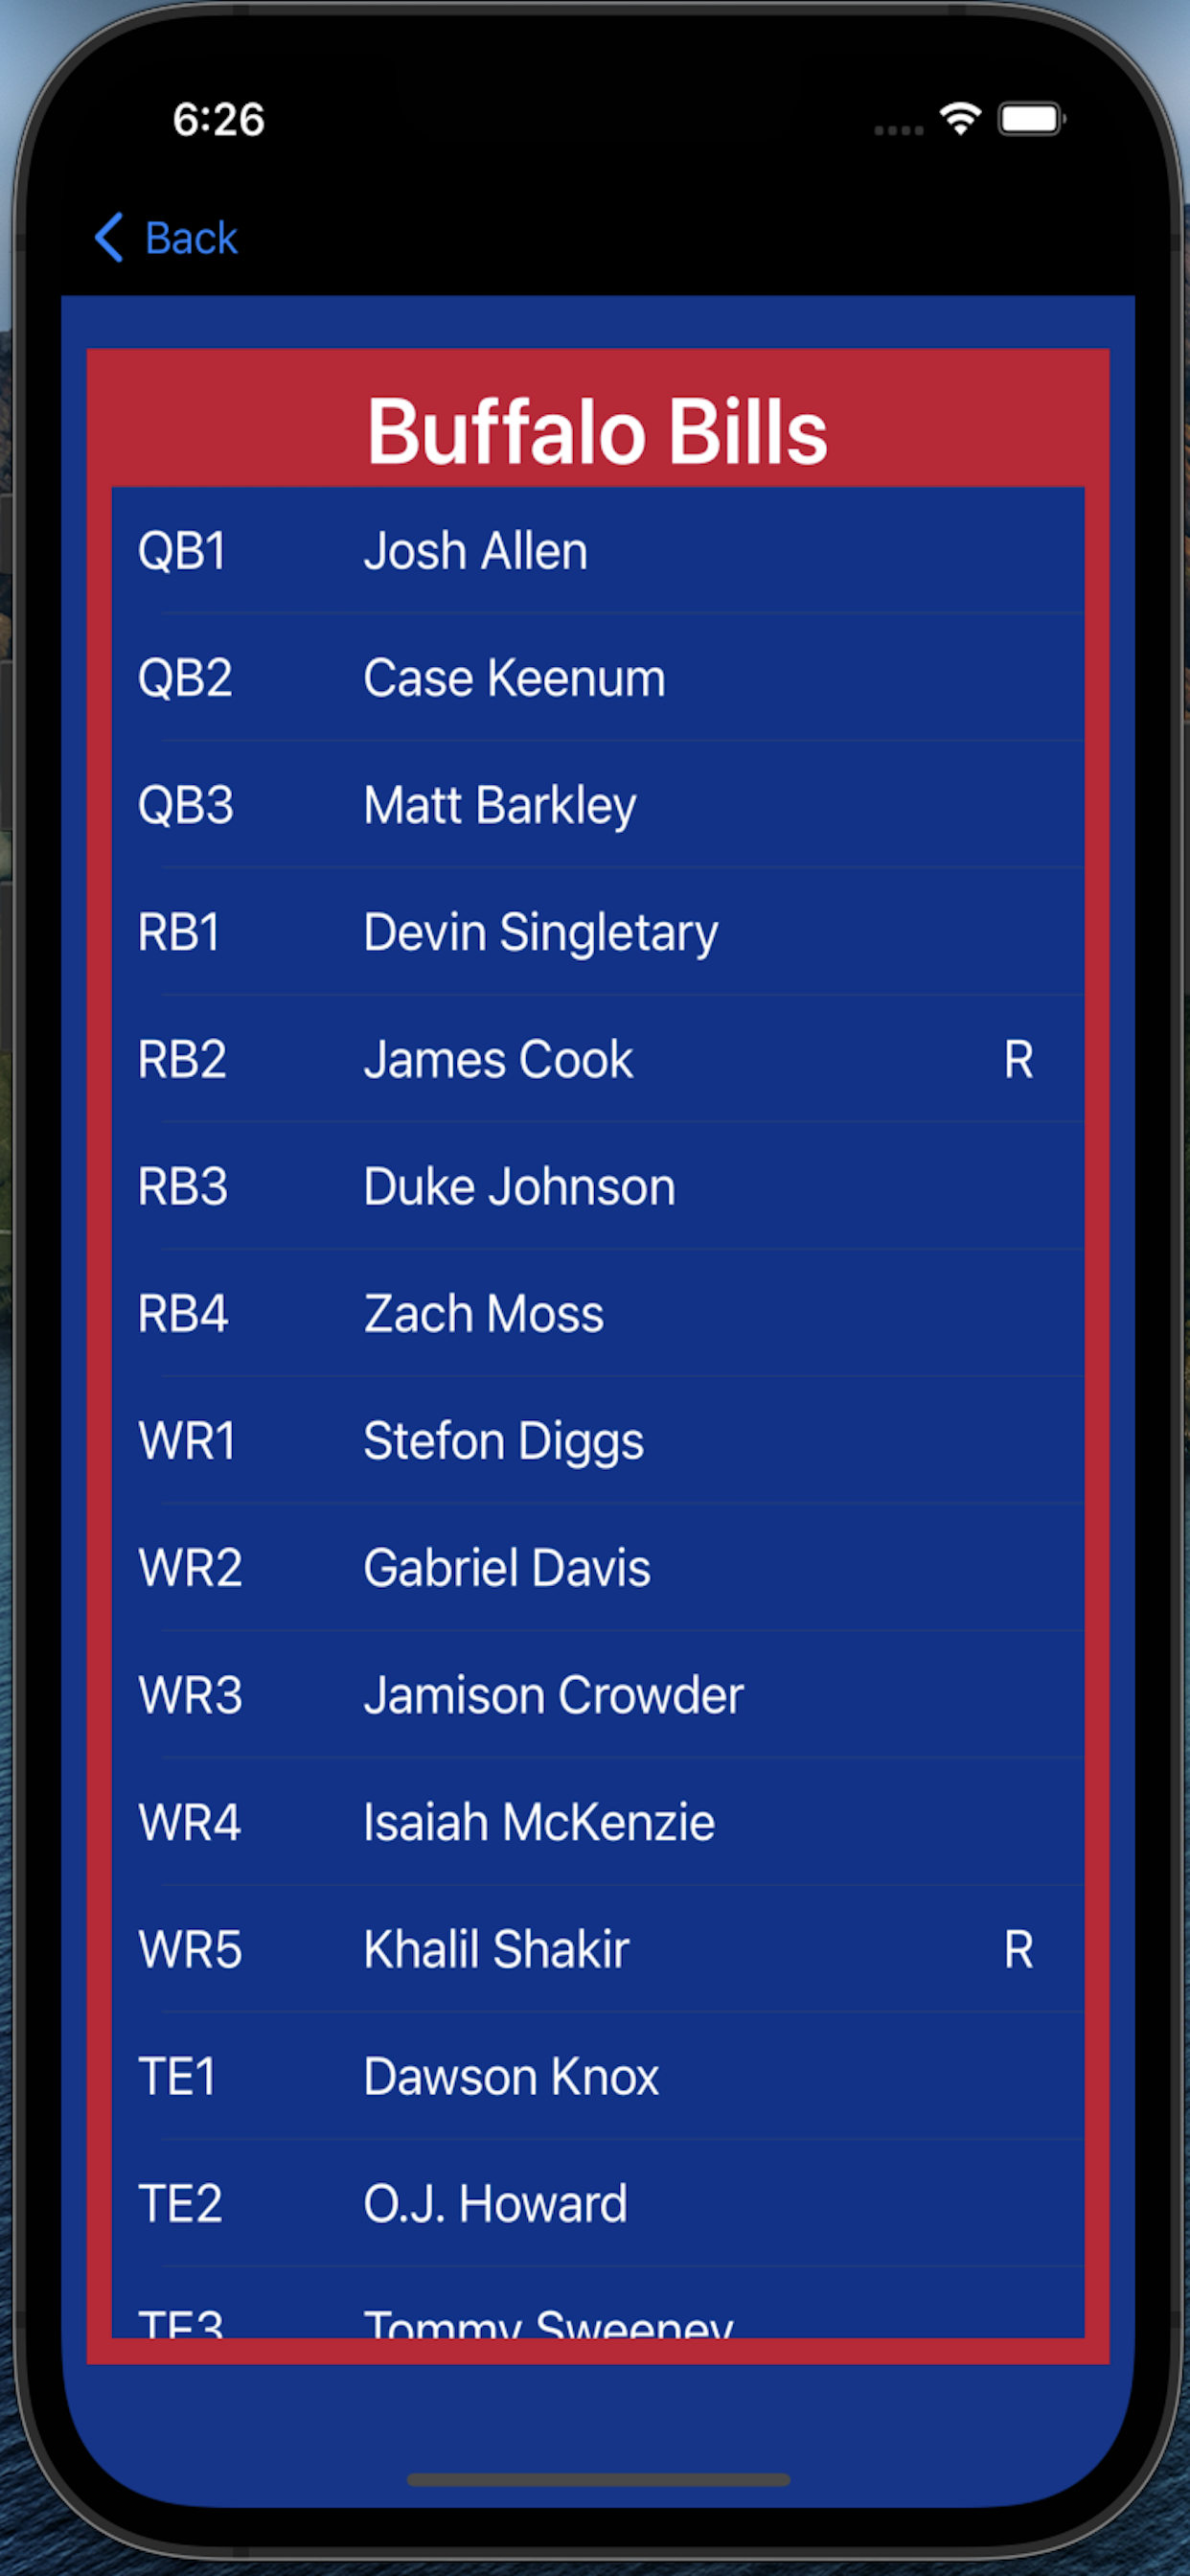 6:26
Back
Buffalo Bills
QB1 Josh Allen
QB2 Case Keenum
QB3 Matt Barkley
RB1 Devin Singletary
RB2 James Cook R
RB3 Duke Johnson
RB4 Zach Moss
WR1 Stefon Diggs
WR2 Gabriel Davis
WR3 Jamison Crowder
WR4 Isaiah McKenzie
WR5 Khalil Shakir R
TE1 Dawson Knox
TE2 O.J. Howard
TE3 Tommy Sweeney